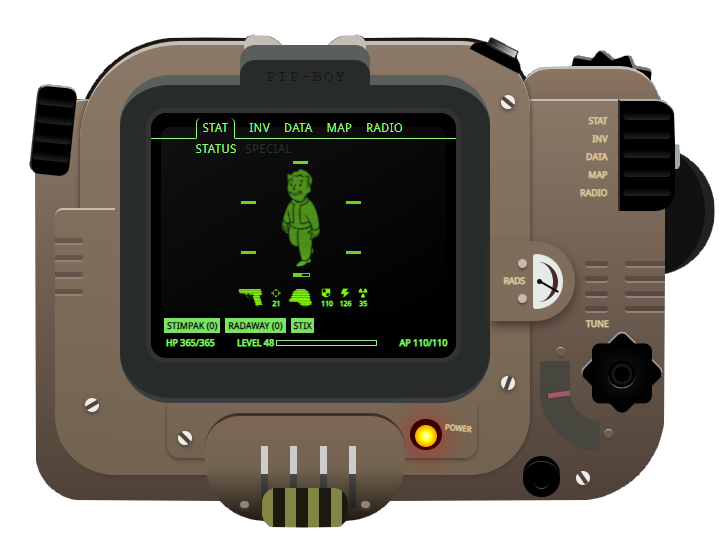 PIP-BOY
STAT INV DATA MAP RADIO
STATUS SPECIAL
21 110 126 35
STIMPAK (0) RADAWAY (0) STIX
HP 365/365 LEVEL 48 AP 110/110
STAT
INV
DATA
MAP
RADIO
RADS
TUNE
POWER